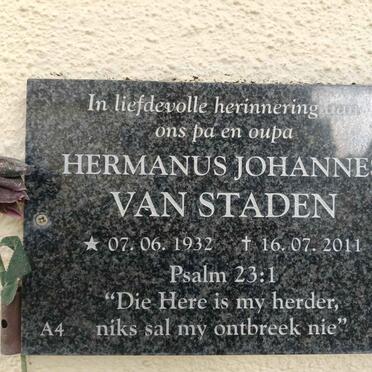 In liefdevolle herinnering aan
ons pa en oupa
HERMANUS JOHANNES
VAN STADEN
★ 07. 06. 1932 ✝ 16. 07. 2011
Psalm 23:1
“Die Here is my herder,
A4 niks sal my ontbreek nie”